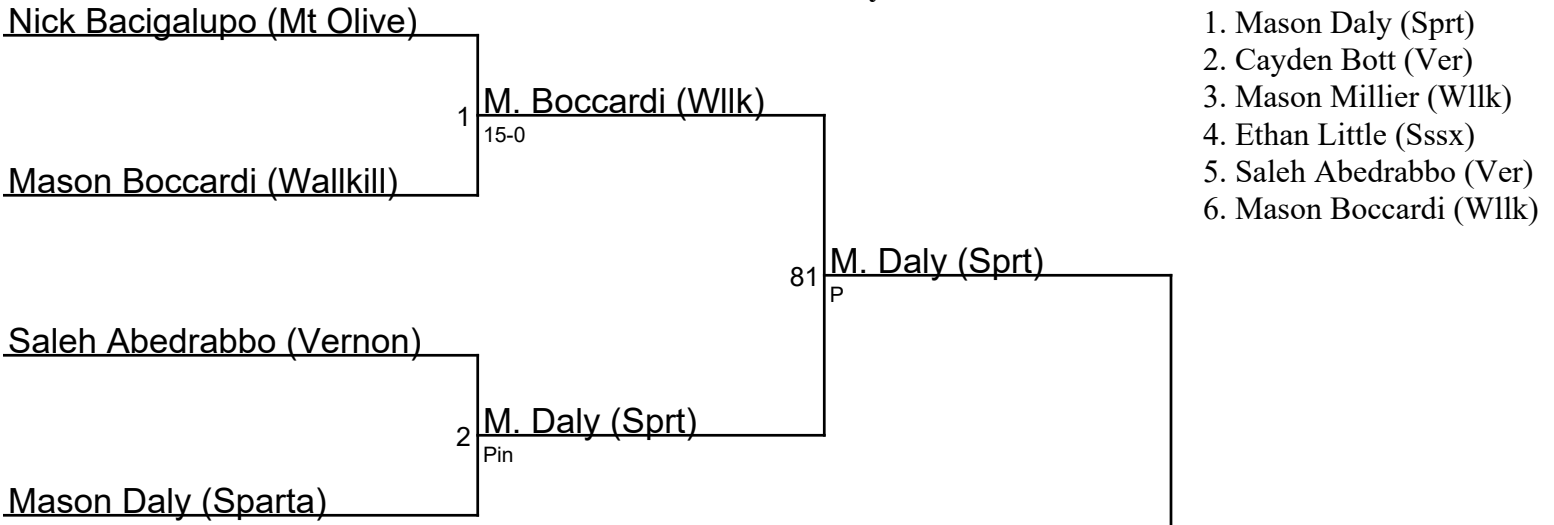 Nick Bacigalupo (Mt Olive)
1 M. Boccardi (Wllk)
15-0
Mason Boccardi (Wallkill)
81 M. Daly (Sprt)
P
Saleh Abedrabbo (Vernon)
2 M. Daly (Sprt)
Pin
Mason Daly (Sparta)
1. Mason Daly (Sprt)
2. Cayden Bott (Ver)
3. Mason Millier (Wllk)
4. Ethan Little (Sssx)
5. Saleh Abedrabbo (Ver)
6. Mason Boccardi (Wllk)